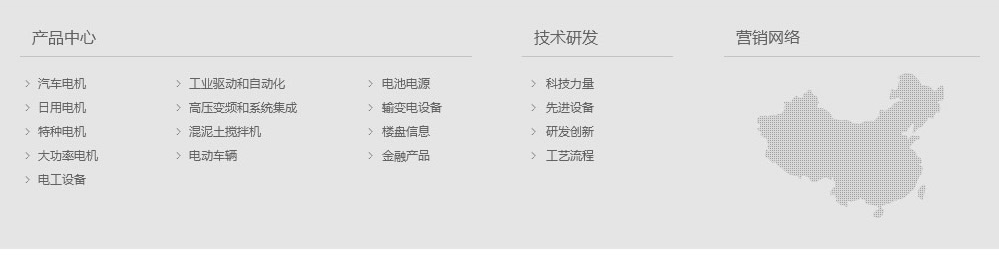 产品中心
汽车电机
日用电机
特种电机
大功率电机
电工设备
工业驱动和自动化
高压变频和系统集成
混泥土搅拌机
电动车辆
电池电源
输变电设备
楼盘信息
金融产品
技术研发
科技力量
先进设备
研发创新
工艺流程
营销网络